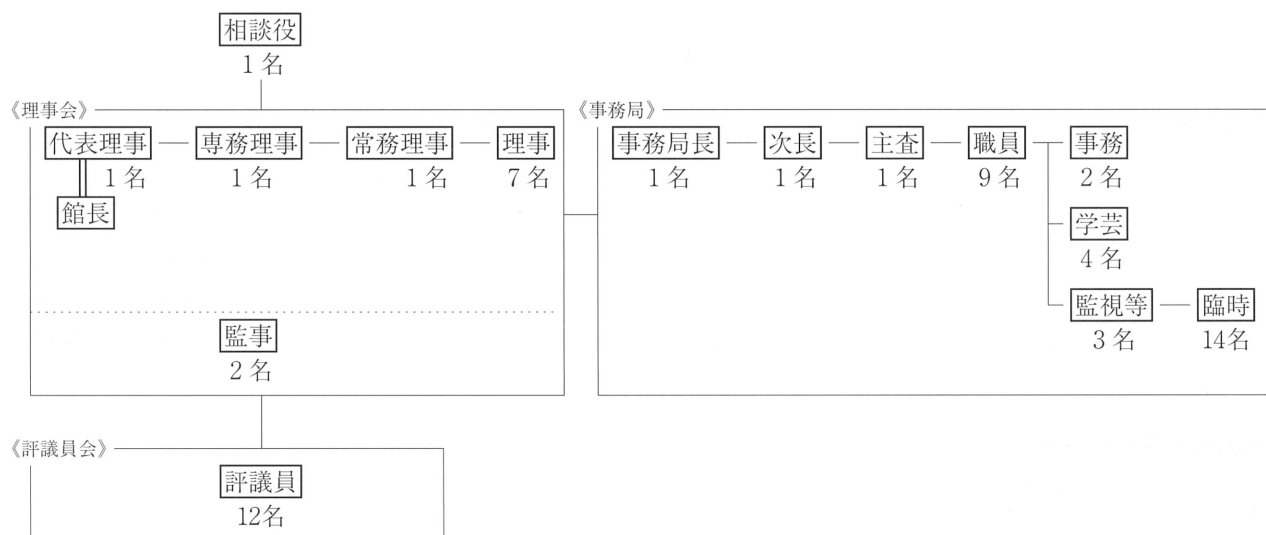 相談役
1名
《理事会》
代表理事 専務理事 常務理事 理事
1名 1名 1名 7名
館長
監事
2名
《事務局》
事務局長 次長 主査 職員 事務
1名 1名 1名 9名 2名
学芸
4名
監視等 臨時
3名 14名
《評議員会》
評議員
12名